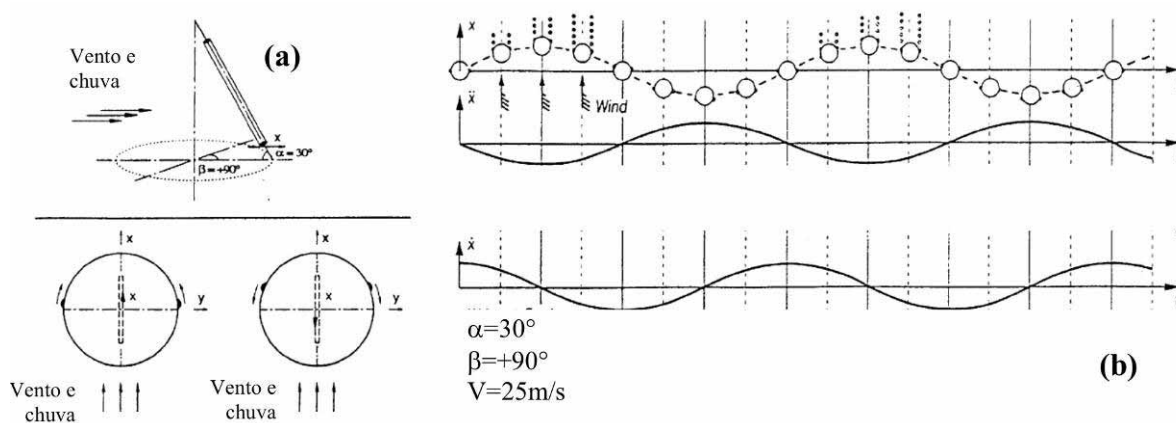 Vento e
chuva
(a)
x
α = 30°
β = +90°
x
x
y
x
x
y
Vento e
chuva
Vento e
chuva
(b)
x
Wind
ẍ
ẋ
α=30°
β=+90°
V=25m/s